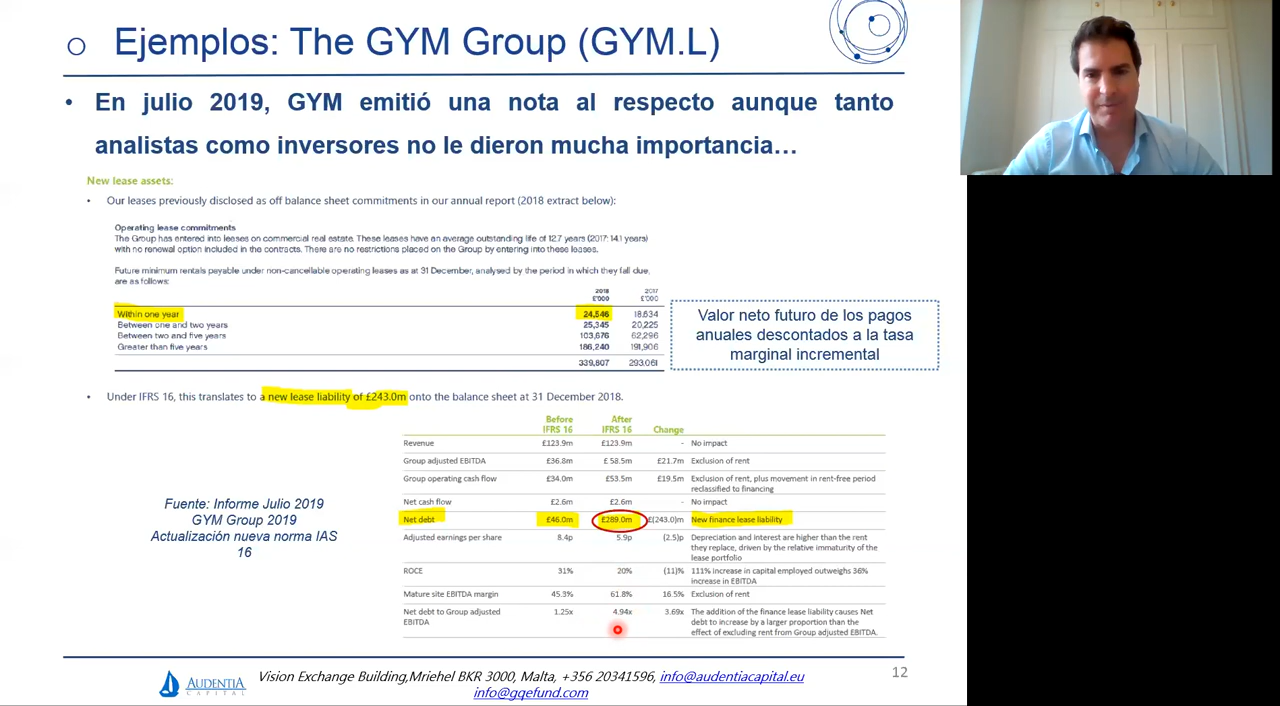 Ejemplos: The GYM Group (GYM.L)
• En julio 2019, GYM emitió una nota al respecto aunque tanto
analistas como inversores no le dieron mucha importancia…
New lease assets:
• Our leases previously disclosed as off balance sheet commitments in our annual report (2018 extract below):
Operating lease commitments
The Group has entered into leases on commercial real estate. These leases have an average outstanding life of 12.7 years (2017: 14.1 years)
with no renewal option included in the contracts. There are no restrictions placed on the Group by entering into these leases.
Future minimum rentals payable under non-cancellable operating leases as at 31 December, analysed by the period in which they fall due,
are as follows:
2018 2017
£'000 £'000
Within one year 24,546 18,634
Between one and two years 25,345 20,225
Between two and five years 103,676 62,296
Greater than five years 186,240 191,906
339,807 293,061
Valor neto futuro de los pagos
anuales descontados a la tasa
marginal incremental
• Under IFRS 16, this translates to a new lease liability of £243.0m onto the balance sheet at 31 December 2018.
Before After
IFRS 16 IFRS 16 Change
Revenue £123.9m £123.9m - No impact
Group adjusted EBITDA £36.8m £ 58.5m £21.7m Exclusion of rent
Group operating cash flow £34.0m £53.5m £19.5m Exclusion of rent, plus movement in rent-free period
reclassified to financing
Net cash flow £2.6m £2.6m - No impact
Net debt £46.0m £289.0m £(243.0)m New finance lease liability
Adjusted earnings per share 8.4p 5.9p (2.5)p Depreciation and interest are higher than the rent
they replace, driven by the relative immaturity of the
lease portfolio
ROCE 31% 20% (11)% 111% increase in capital employed outweighs 36%
increase in EBITDA
Mature site EBITDA margin 45.3% 61.8% 16.5% Exclusion of rent
Net debt to Group adjusted 1.25x 4.94x 3.69x The addition of the finance lease liability causes Net
EBITDA debt to increase by a larger proportion than the
effect of excluding rent from Group adjusted EBITDA.
Fuente: Informe Julio 2019
GYM Group 2019
Actualización nueva norma IAS
16
AUDENTIA
CAPITAL
Vision Exchange Building,Mriehel BKR 3000, Malta, +356 20341596, info@audentiacapital.eu
info@gqefund.com
12